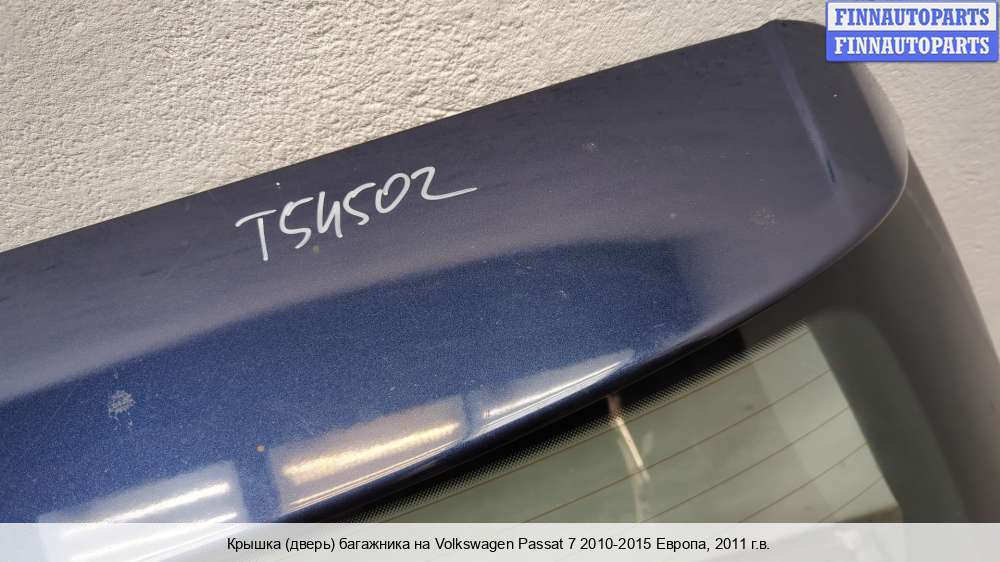 FINNAUTOPARTS
FINNAUTOPARTS
T54502
Крышка (дверь) багажника на Volkswagen Passat 7 2010-2015 Европа, 2011 г.в.